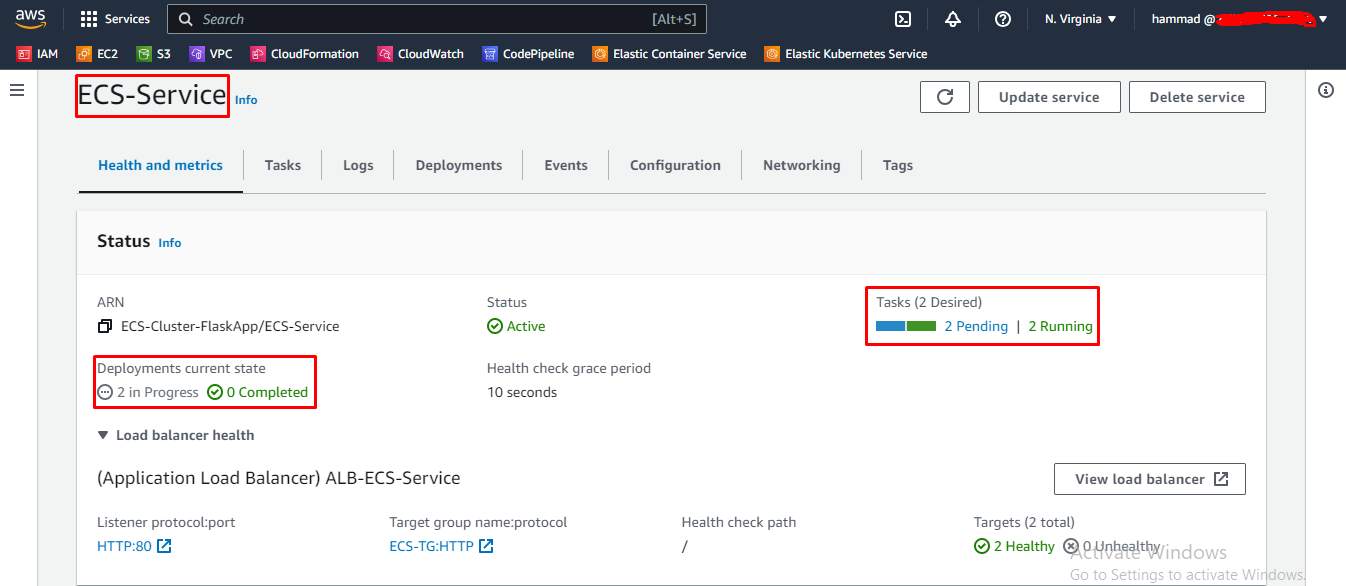 aws Services Search [Alt+S] N. Virginia ▼ hammad @ ▼
IAM EC2 S3 VPC CloudFormation CloudWatch CodePipeline Elastic Container Service Elastic Kubernetes Service
ECS-Service Info Update service Delete service
Health and metrics Tasks Logs Deployments Events Configuration Networking Tags
Status Info
ARN Status Tasks (2 Desired)
ECS-Cluster-FlaskApp/ECS-Service Active 2 Pending | 2 Running
Deployments current state Health check grace period
2 in Progress 0 Completed 10 seconds
▼ Load balancer health
(Application Load Balancer) ALB-ECS-Service View load balancer
Listener protocol:port Target group name:protocol Health check path Targets (2 total)
HTTP:80 ECS-TG:HTTP / 2 Healthy 0 Unhealthy
Activate Windows
Go to Settings to activate Windows.